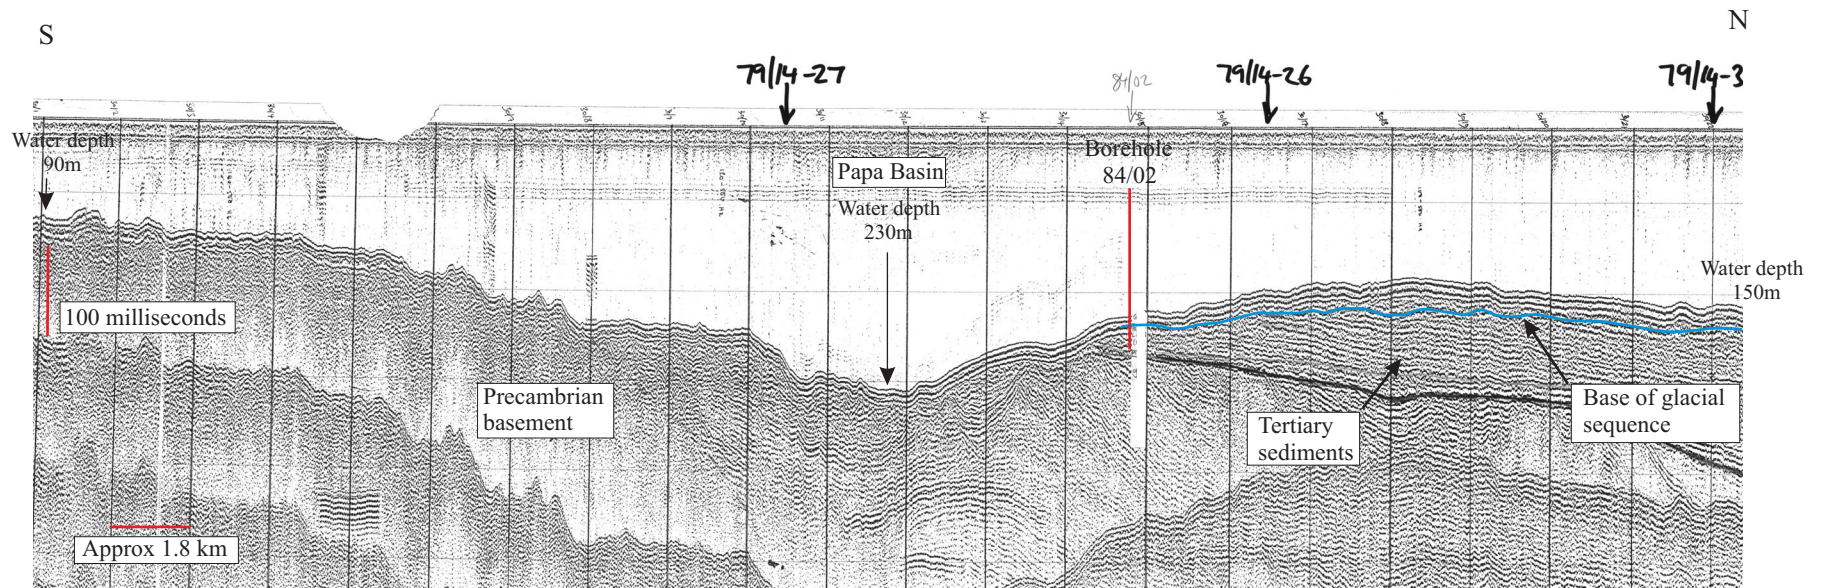 S
N
79/14-27
84/02
79/14-26
79/14-3
Water depth
90m
Borehole
84/02
Papa Basin
Water depth
230m
Water depth
150m
100 milliseconds
Precambrian
basement
Base of glacial
sequence
Tertiary
sediments
Approx 1.8 km